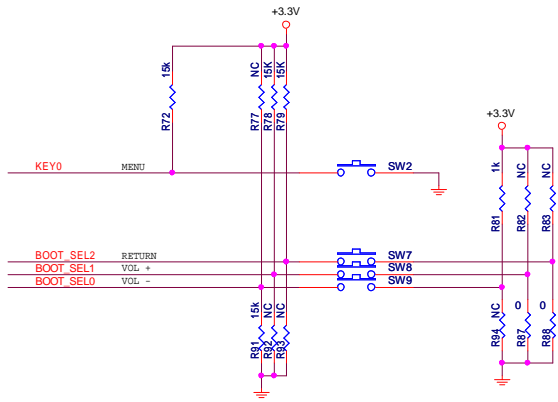 +3.3V
15k
NC
15K
15K
R72
R77
R78
R79
+3.3V
KEY0 MENU SW2
1k
NC
NC
R81
R82
R83
BOOT_SEL2 RETURN SW7
BOOT_SEL1 VOL + SW8
BOOT_SEL0 VOL - SW9
15k
NC
NC
R91
R92
R93
NC
0
0
R94
R87
R88